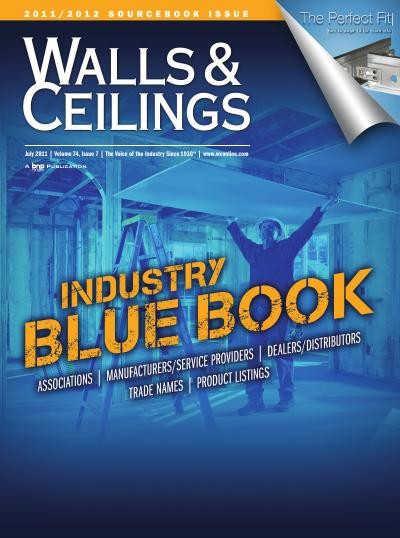 2011/2012 SOURCEBOOK ISSUE
The Perfect Fit!
WALLS &
CEILINGS
July 2011 | Volume 74, Issue 7 | The Voice of the Industry Since 1938™ | www.wconline.com
A bnp PUBLICATION
INDUSTRY
BLUE BOOK
ASSOCIATIONS | MANUFACTURERS/SERVICE PROVIDERS | DEALERS/DISTRIBUTORS
TRADE NAMES | PRODUCT LISTINGS